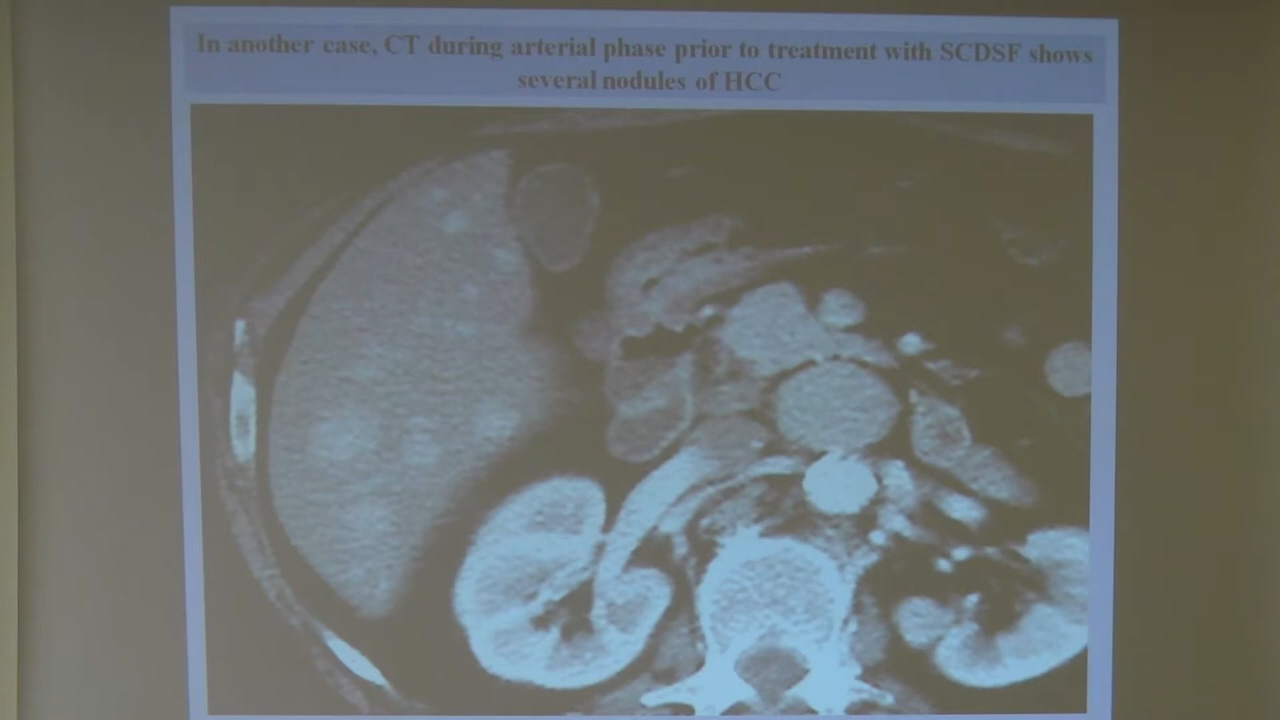 In another case, CT during arterial phase prior to treatment with SCDSF shows
several nodules of HCC